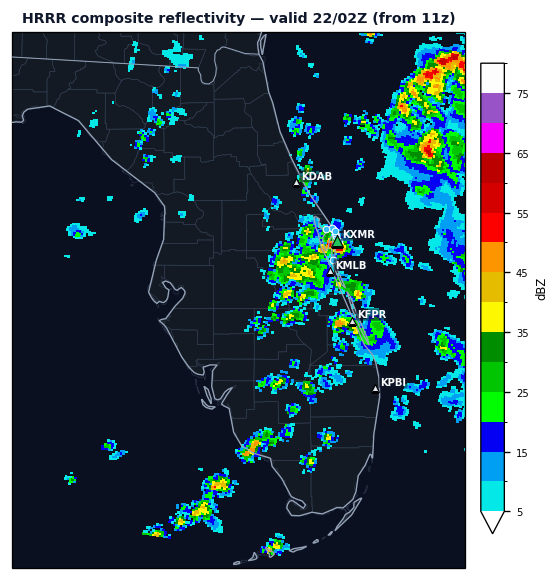 HRRR composite reflectivity — valid 22/02Z (from 11z)
KDAB
KXMR
KMLB
KFPR
KPBI
75
65
55
45
35
25
15
5
dBZ